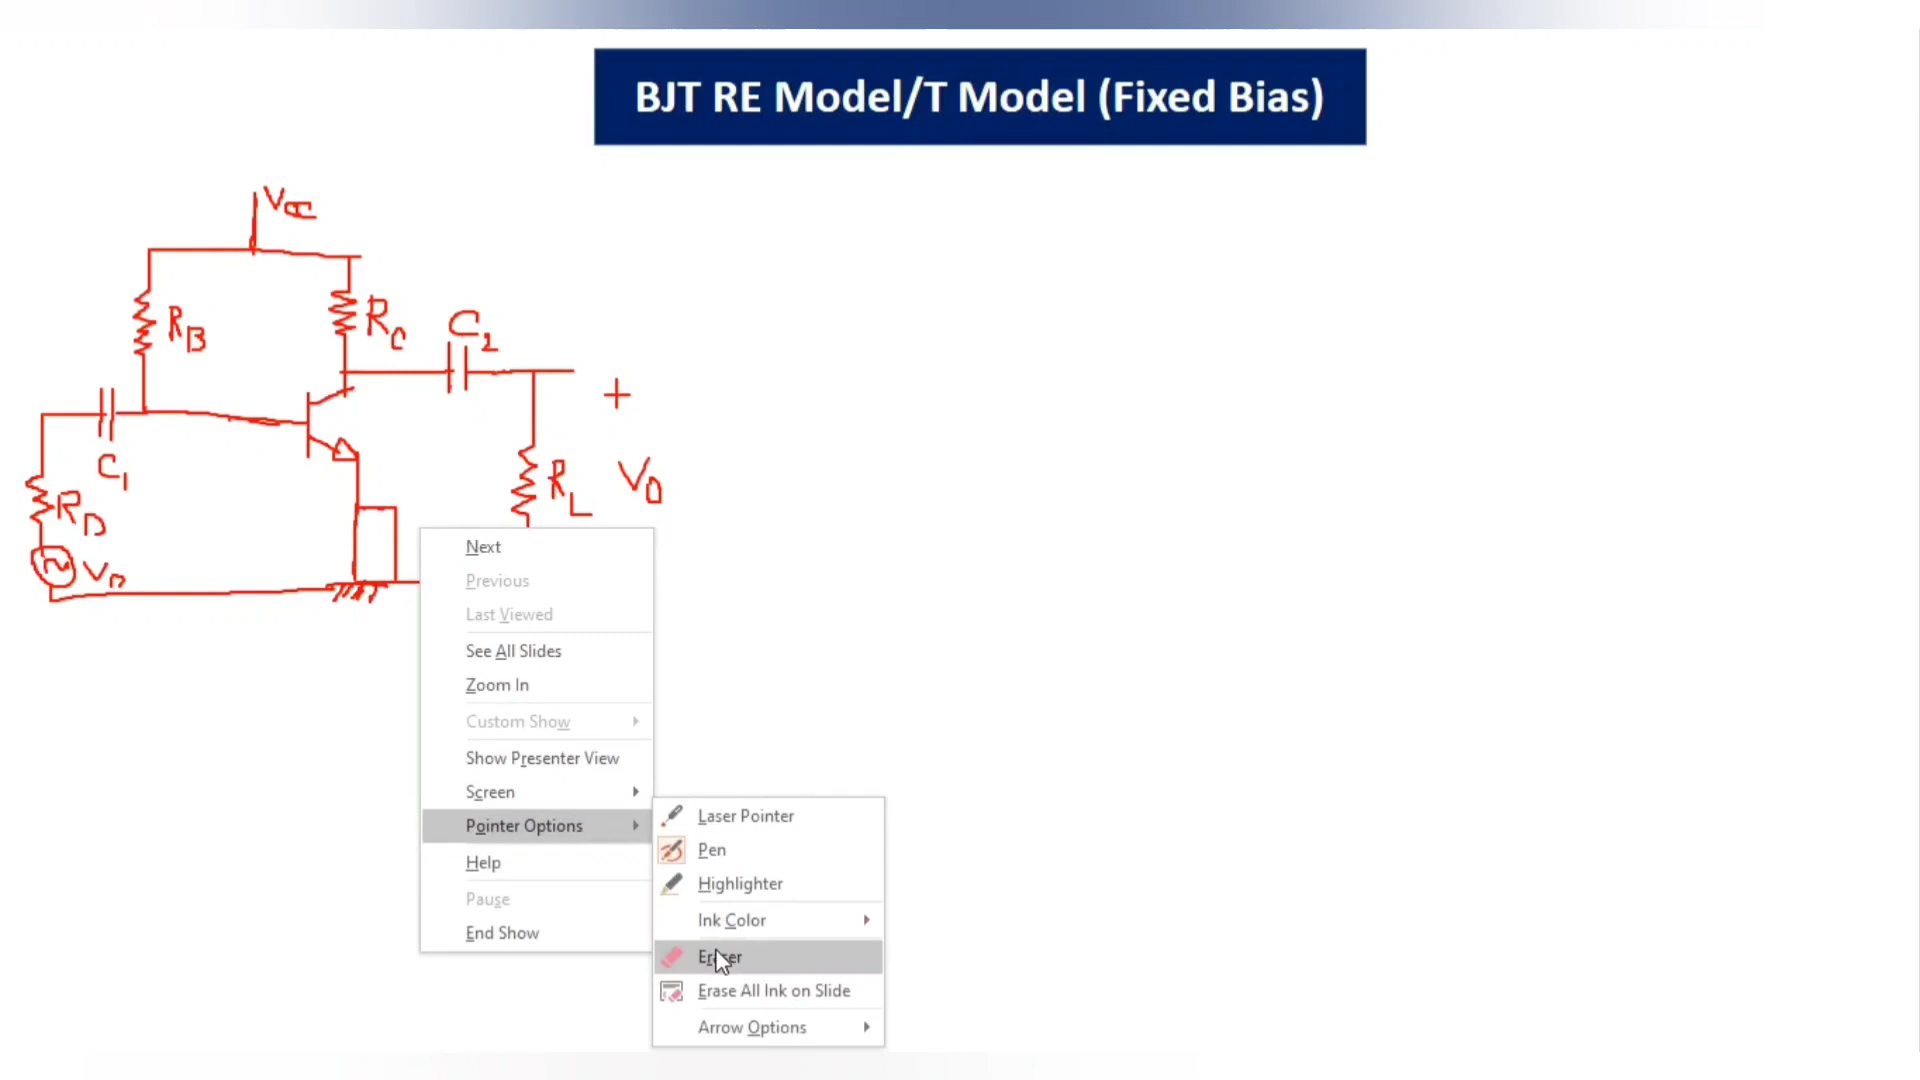 BJT RE Model/T Model (Fixed Bias)
Vcc
RB
RC
C2
+
C1
RL
VO
Next
Previous
Last Viewed
See All Slides
Zoom In
Custom Show
Show Presenter View
Screen
Pointer Options
Help
Pause
End Show
Laser Pointer
Pen
Highlighter
Ink Color
Eraser
Erase All Ink on Slide
Arrow Options